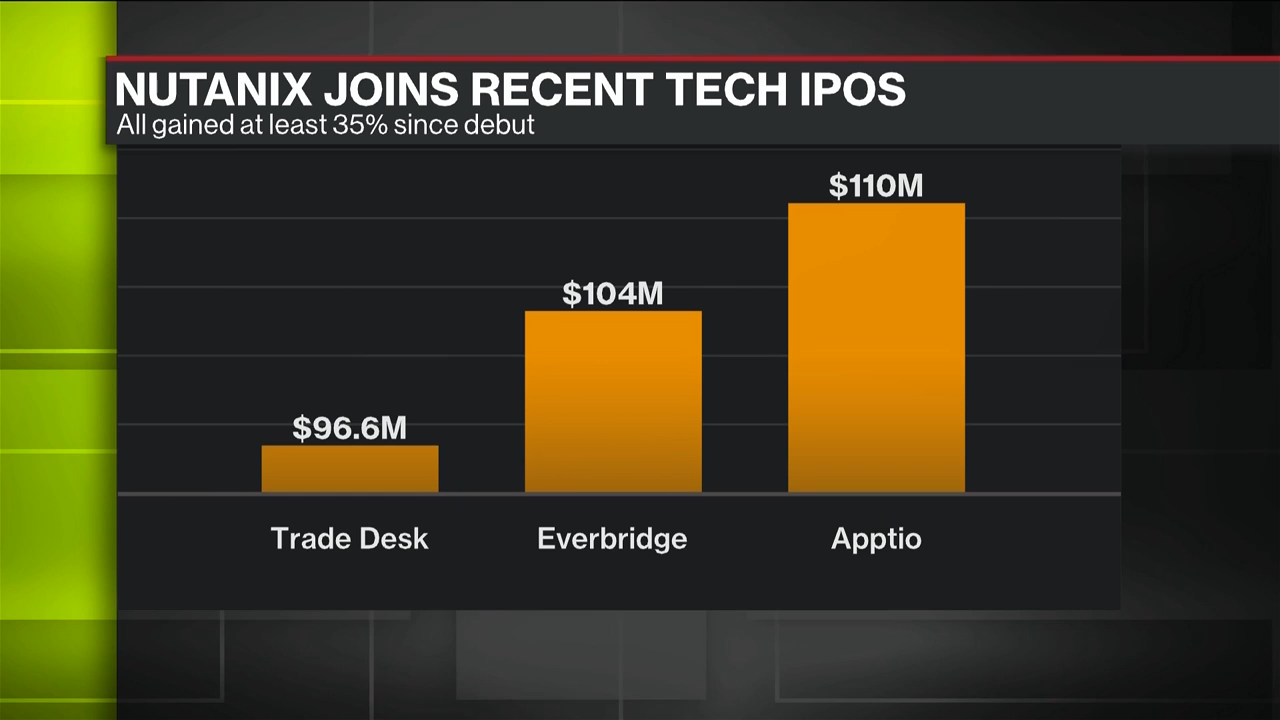 NUTANIX JOINS RECENT TECH IPOS
All gained at least 35% since debut
$96.6M
$104M
$110M
Trade Desk
Everbridge
Apptio